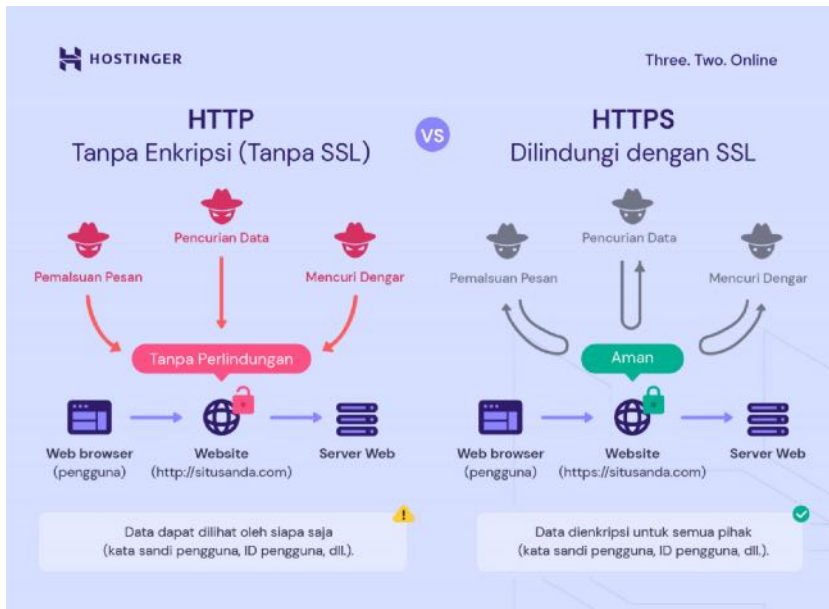 HOSTINGER
Three. Two. Online
HTTP
Tanpa Enkripsi (Tanpa SSL)
VS
HTTPS
Dilindungi dengan SSL
Pencurian Data
Pemalsuan Pesan
Mencuri Dengar
Tanpa Perlindungan
Web browser
(pengguna)
Website
(http://situsanda.com)
Server Web
Data dapat dilihat oleh siapa saja
(kata sandi pengguna, ID pengguna, dll.).
Pencurian Data
Pemalsuan Pesan
Mencuri Dengar
Aman
Web browser
(pengguna)
Website
(https://situsanda.com)
Server Web
Data dienkripsi untuk semua pihak
(kata sandi pengguna, ID pengguna, dll.).